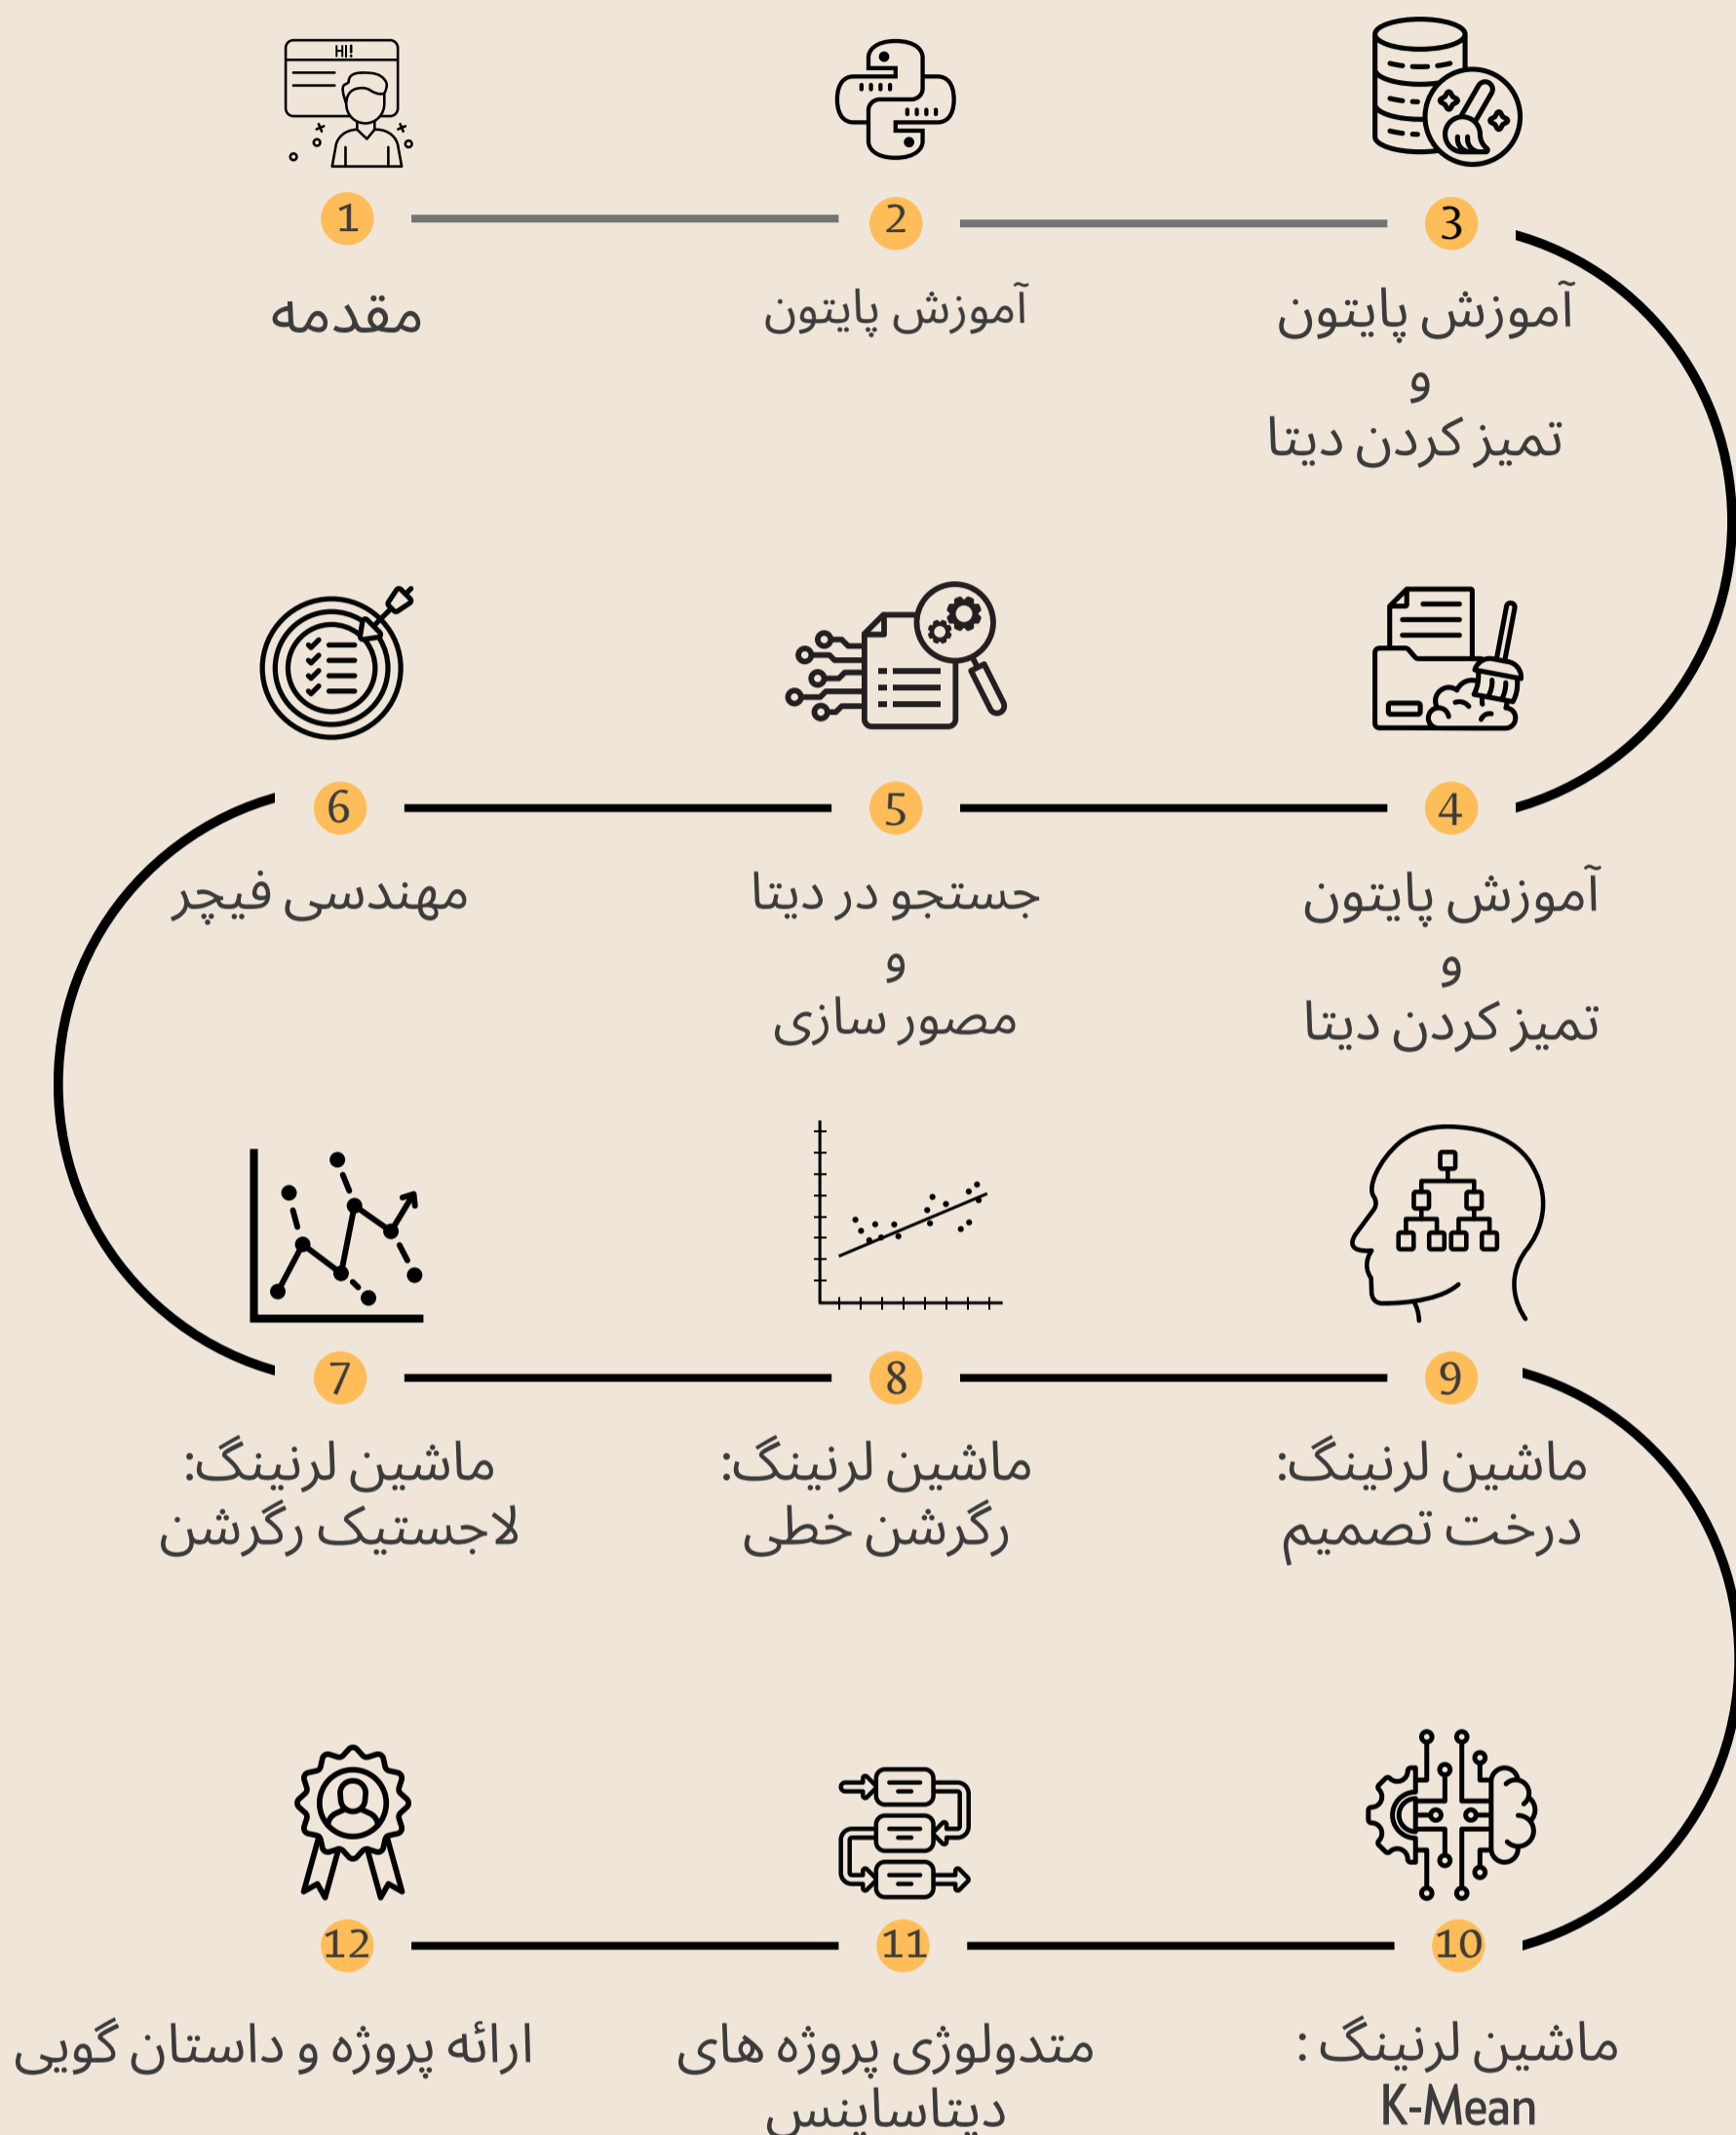 HI!
1
مقدمه
2
آموزش پایتون
3
آموزش پایتون
و
تمیز کردن دیتا
4
آموزش پایتون
و
تمیز کردن دیتا
5
جستجو در دیتا
و
مصور سازی
6
مهندسی فیچر
7
ماشین لرنینگ:
لاجستیک رگرشن
8
ماشین لرنینگ:
رگرشن خطی
9
ماشین لرنینگ:
درخت تصمیم
10
ماشین لرنینگ :
K-Mean
11
متدولوژی پروژه های
دیتاساینس
12
ارائه پروژه و داستان گویی